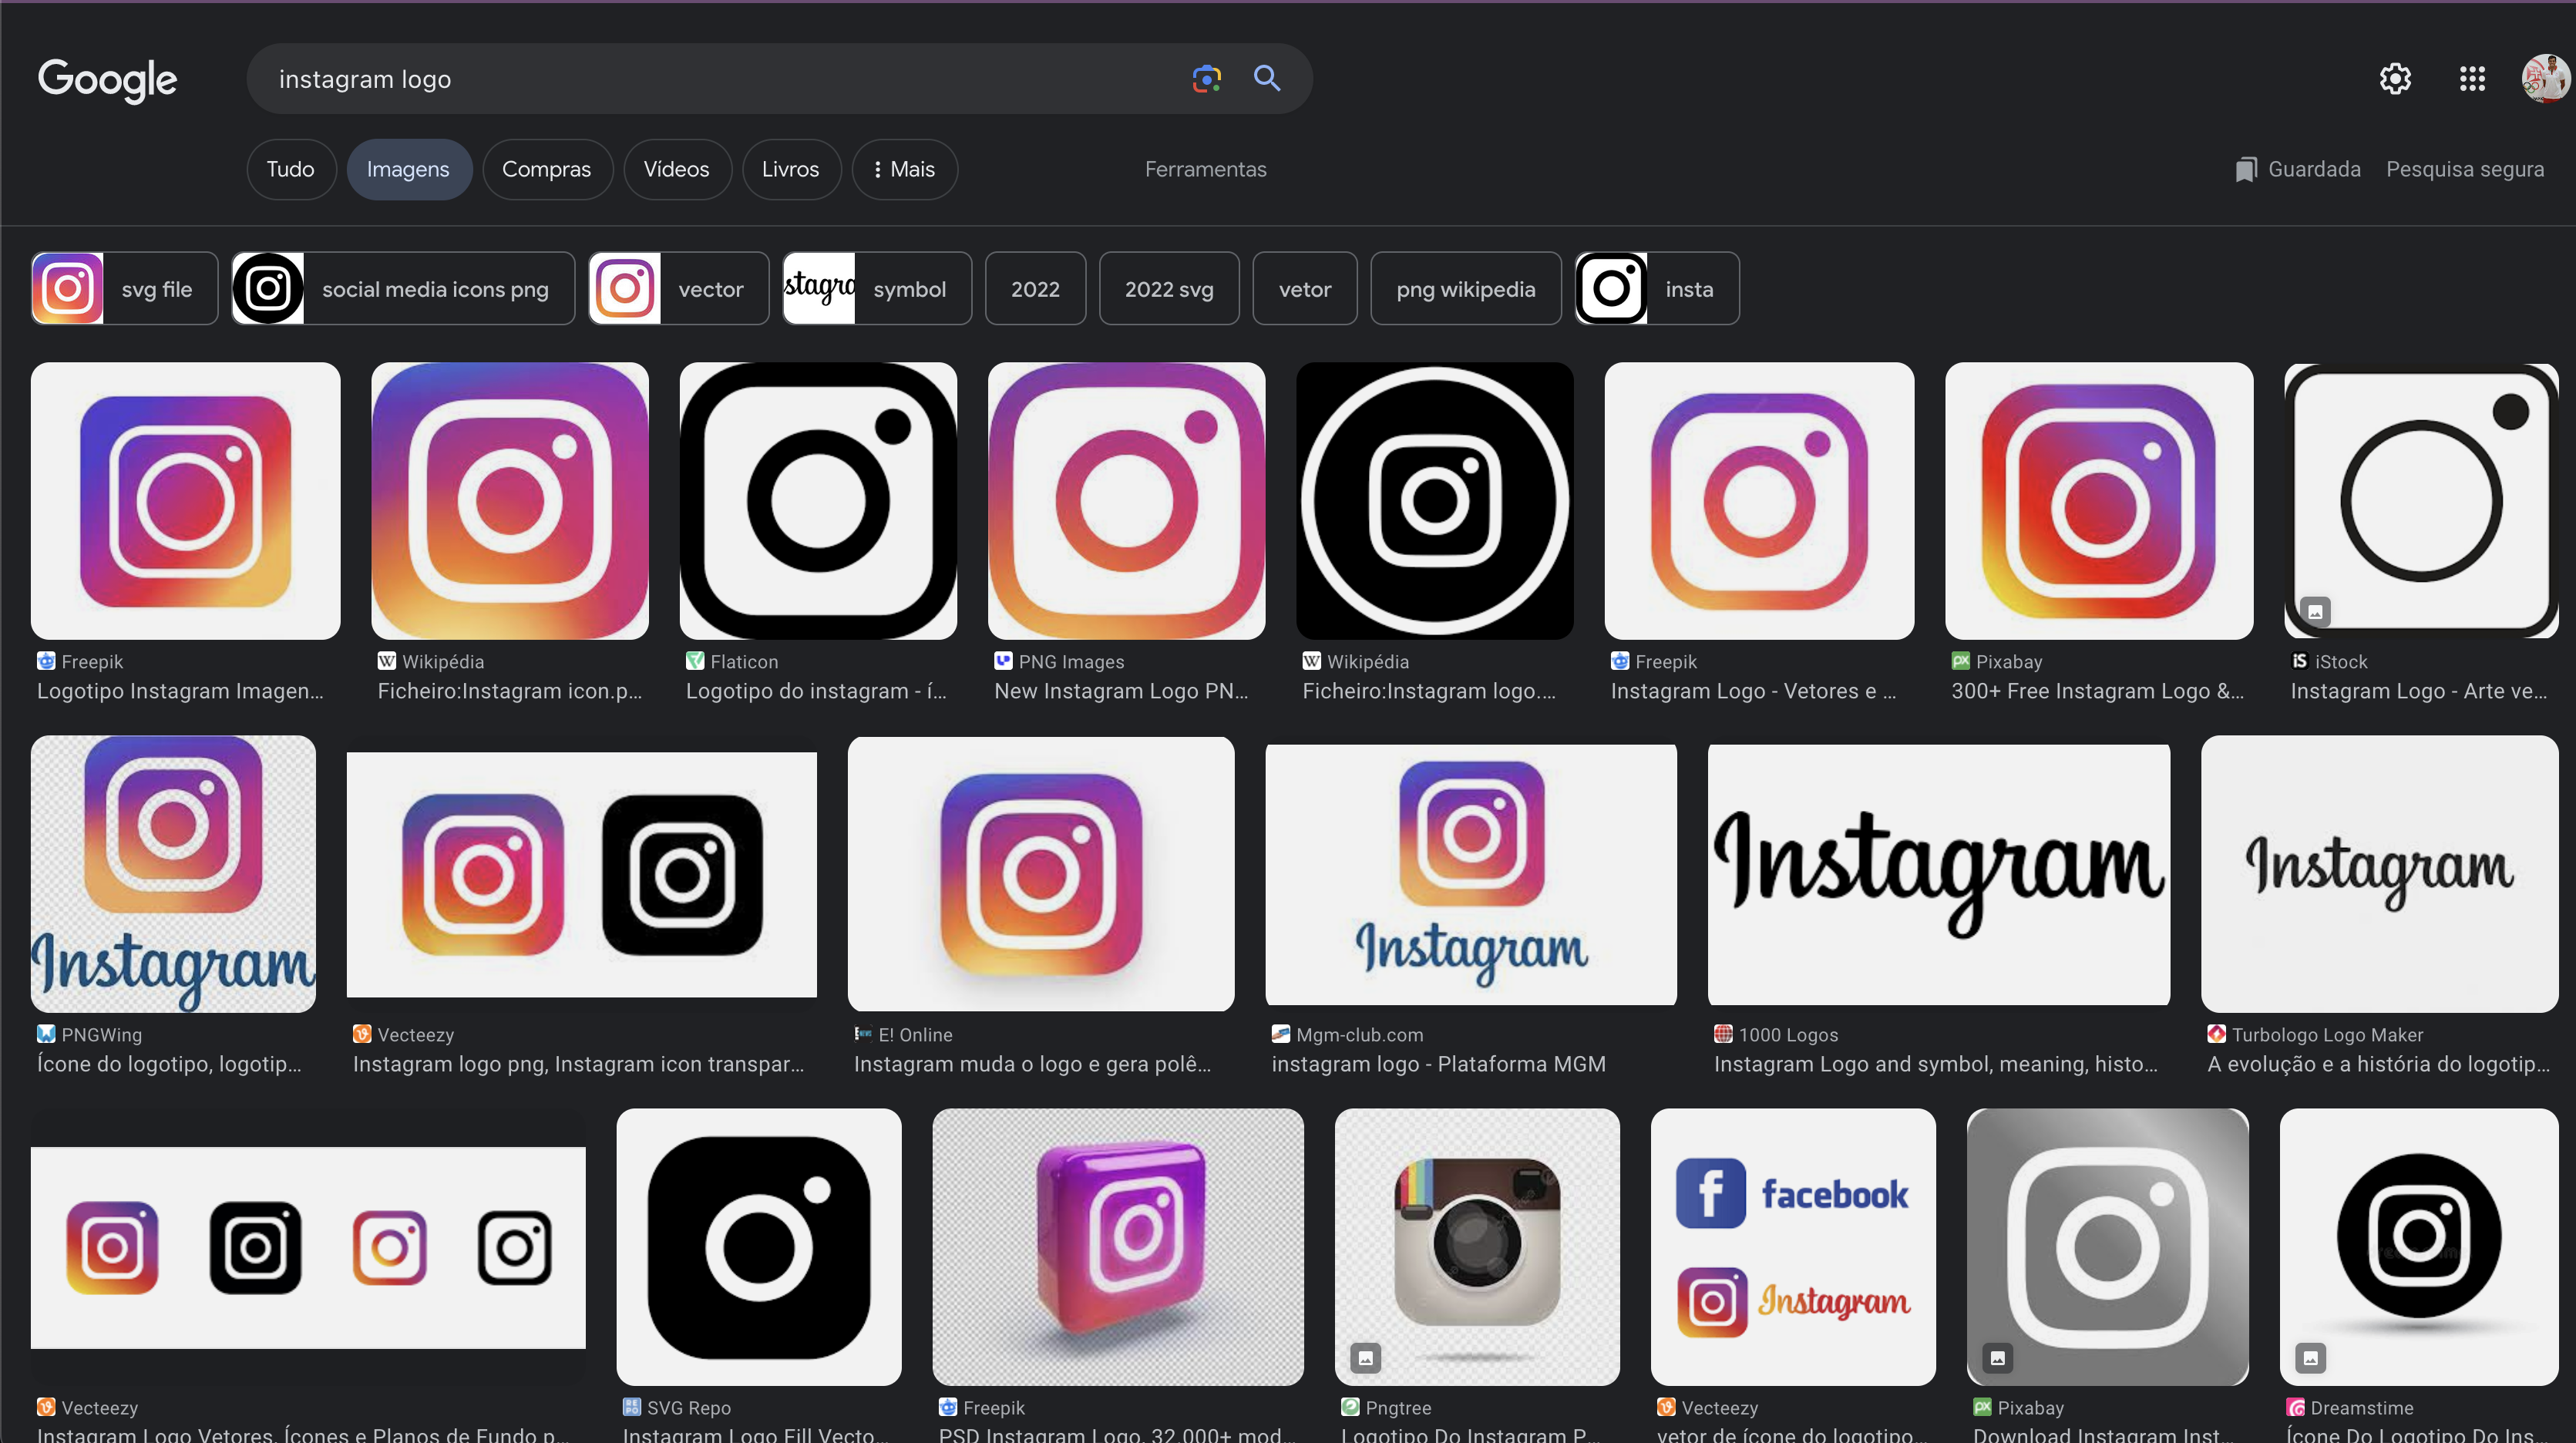 Google
instagram logo
Tudo
Imagens
Compras
Vídeos
Livros
Mais
Ferramentas
Guardada
Pesquisa segura
svg file
social media icons png
vector
stagra
symbol
2022
2022 svg
vetor
png wikipedia
insta
Freepik
Logotipo Instagram Imagen...
Wikipédia
Ficheiro:Instagram icon.p...
Flaticon
Logotipo do instagram - í...
PNG Images
New Instagram Logo PN...
Wikipédia
Ficheiro:Instagram logo....
Freepik
Instagram Logo - Vetores e ...
Pixabay
300+ Free Instagram Logo &...
iStock
Instagram Logo - Arte ve...
Instagram
Instagram
Instagram
Instagram
PNGWing
Ícone do logotipo, logotip...
Vecteezy
Instagram logo png, Instagram icon transpar...
E! Online
Instagram muda o logo e gera polê...
Mgm-club.com
instagram logo - Plataforma MGM
1000 Logos
Instagram Logo and symbol, meaning, histo...
Turbologo Logo Maker
A evolução e a história do logotip...
facebook
Instagram
Vecteezy
Instagram Logo Vetores, Ícones e Planos de Fundo p...
SVG Repo
Instagram Logo Fill Vecto...
Freepik
PSD Instagram Logo, 32.000+ mod...
Pngtree
Logotipo Do Instagram P...
Vecteezy
vetor de ícone do logotipo...
Pixabay
Download Instagram Inst...
Dreamstime
Ícone Do Logotipo Do Ins...